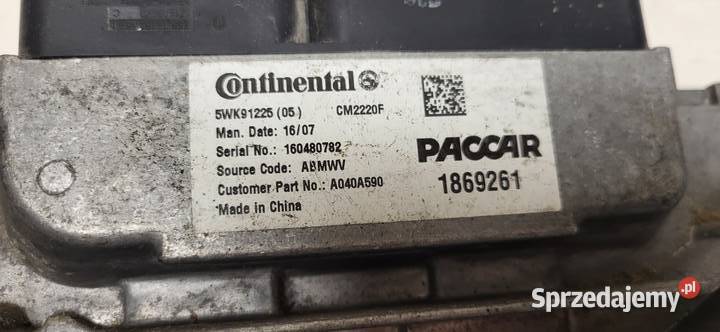 Continental
5WK91225 (05) CM2220F
Man. Date: 16/07
Serial No.: 160480782
Source Code: ABMWV
Customer Part No.: A040A590
Made in China
PACCAR
1869261
Sprzedajemy.pl